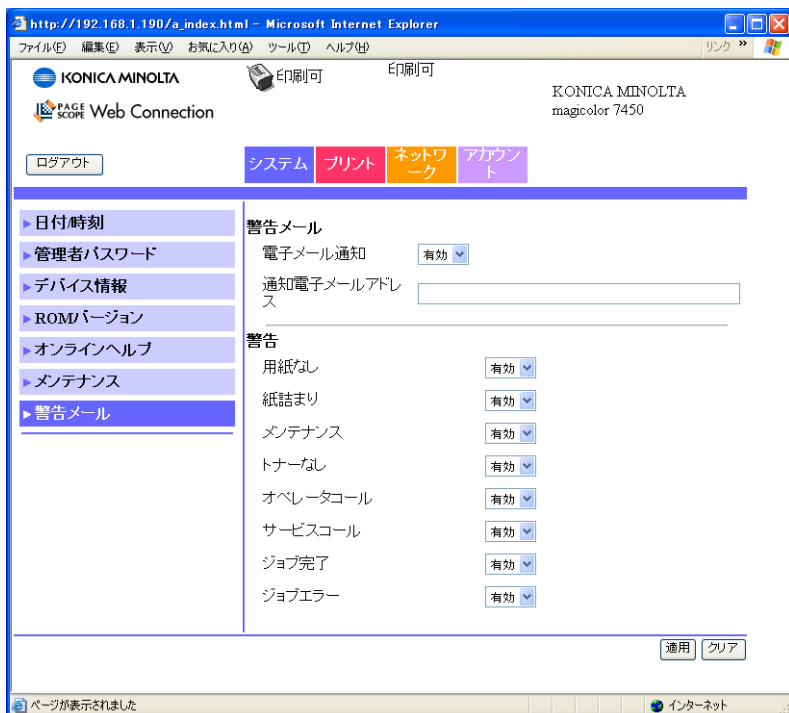 http://192.168.1.190/a_index.html - Microsoft Internet Explorer
ファイル(F) 編集(E) 表示(V) お気に入り(A) ツール(T) ヘルプ(H) リンク »
KONICA MINOLTA
印刷可
印刷可
KONICA MINOLTA
magicolor 7450
PAGE SCOPE Web Connection
ログアウト
システム
プリント
ネットワ
ーク
アカウン
ト
日付/時刻
管理者パスワード
デバイス情報
ROMバージョン
オンラインヘルプ
メンテナンス
警告メール
警告メール
電子メール通知 有効
通知電子メールアドレ
ス
警告
用紙なし 有効
紙詰まり 有効
メンテナンス 有効
トナーなし 有効
オペレータコール 有効
サービスコール 有効
ジョブ完了 有効
ジョブエラー 有効
適用 クリア
ページが表示されました インターネット